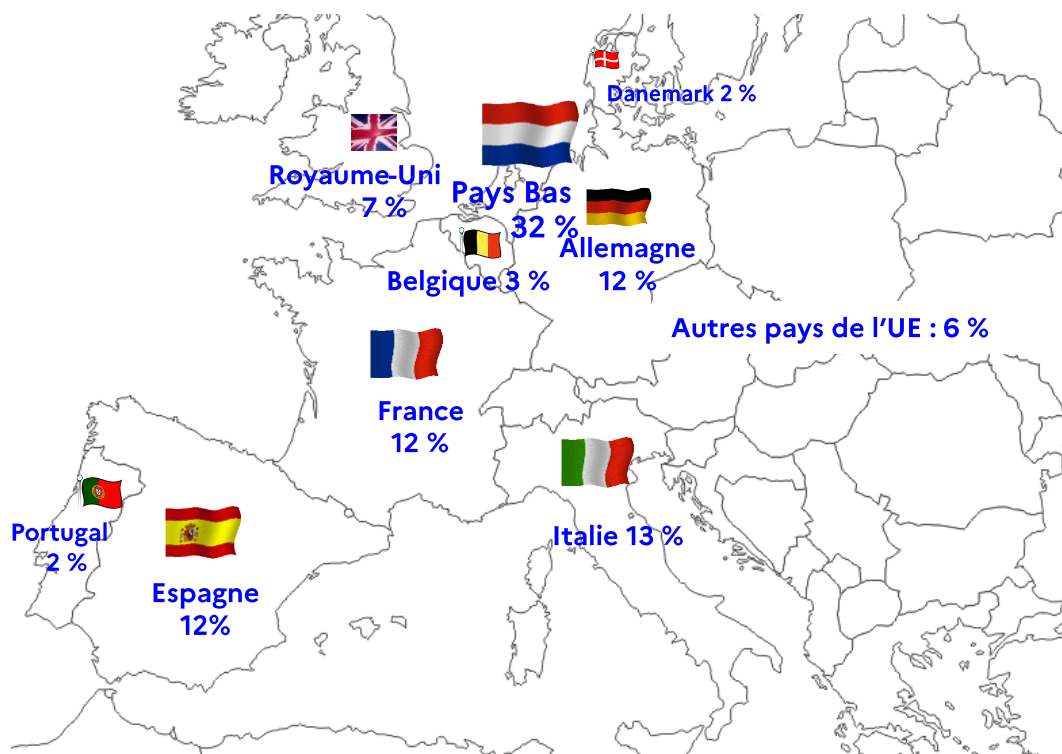 Danemark 2 %
Royaume-Uni
7 %
Pays Bas
32 %
Allemagne
12 %
Belgique 3 %
Autres pays de l’UE : 6 %
France
12 %
Italie 13 %
Portugal
2 %
Espagne
12%